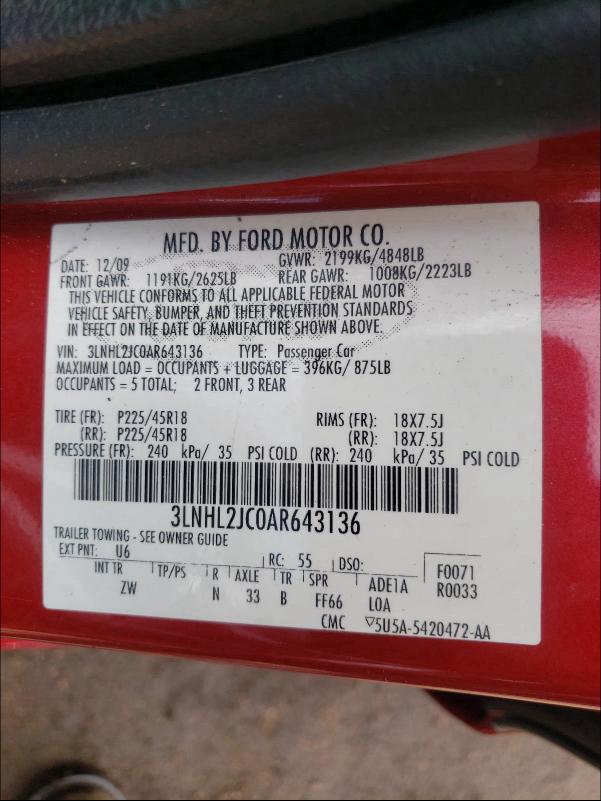 MFD. BY FORD MOTOR CO.
DATE: 12/09 GVWR: 2199KG/4848LB
FRONT GAWR: 1191KG/2625LB REAR GAWR: 1008KG/2223LB
THIS VEHICLE CONFORMS TO ALL APPLICABLE FEDERAL MOTOR
VEHICLE SAFETY, BUMPER, AND THEFT PREVENTION STANDARDS
IN EFFECT ON THE DATE OF MANUFACTURE SHOWN ABOVE.
VIN: 3LNHL2JC0AR643136 TYPE: Passenger Car
MAXIMUM LOAD = OCCUPANTS + LUGGAGE = 396KG/ 875LB
OCCUPANTS = 5 TOTAL; 2 FRONT, 3 REAR
TIRE (FR): P225/45R18 RIMS (FR): 18X7.5J
(RR): P225/45R18 (RR): 18X7.5J
PRESSURE (FR): 240 kPa/ 35 PSI COLD (RR): 240 kPa/ 35 PSI COLD
3LNHL2JC0AR643136
TRAILER TOWING - SEE OWNER GUIDE
EXT PNT: U6 RC: 55 DSO: F0071
INT TR TP/PS R AXLE TR SPR ADE1A R0033
ZW N 33 B FF66 L0A
CMC ▽5U5A-5420472-AA